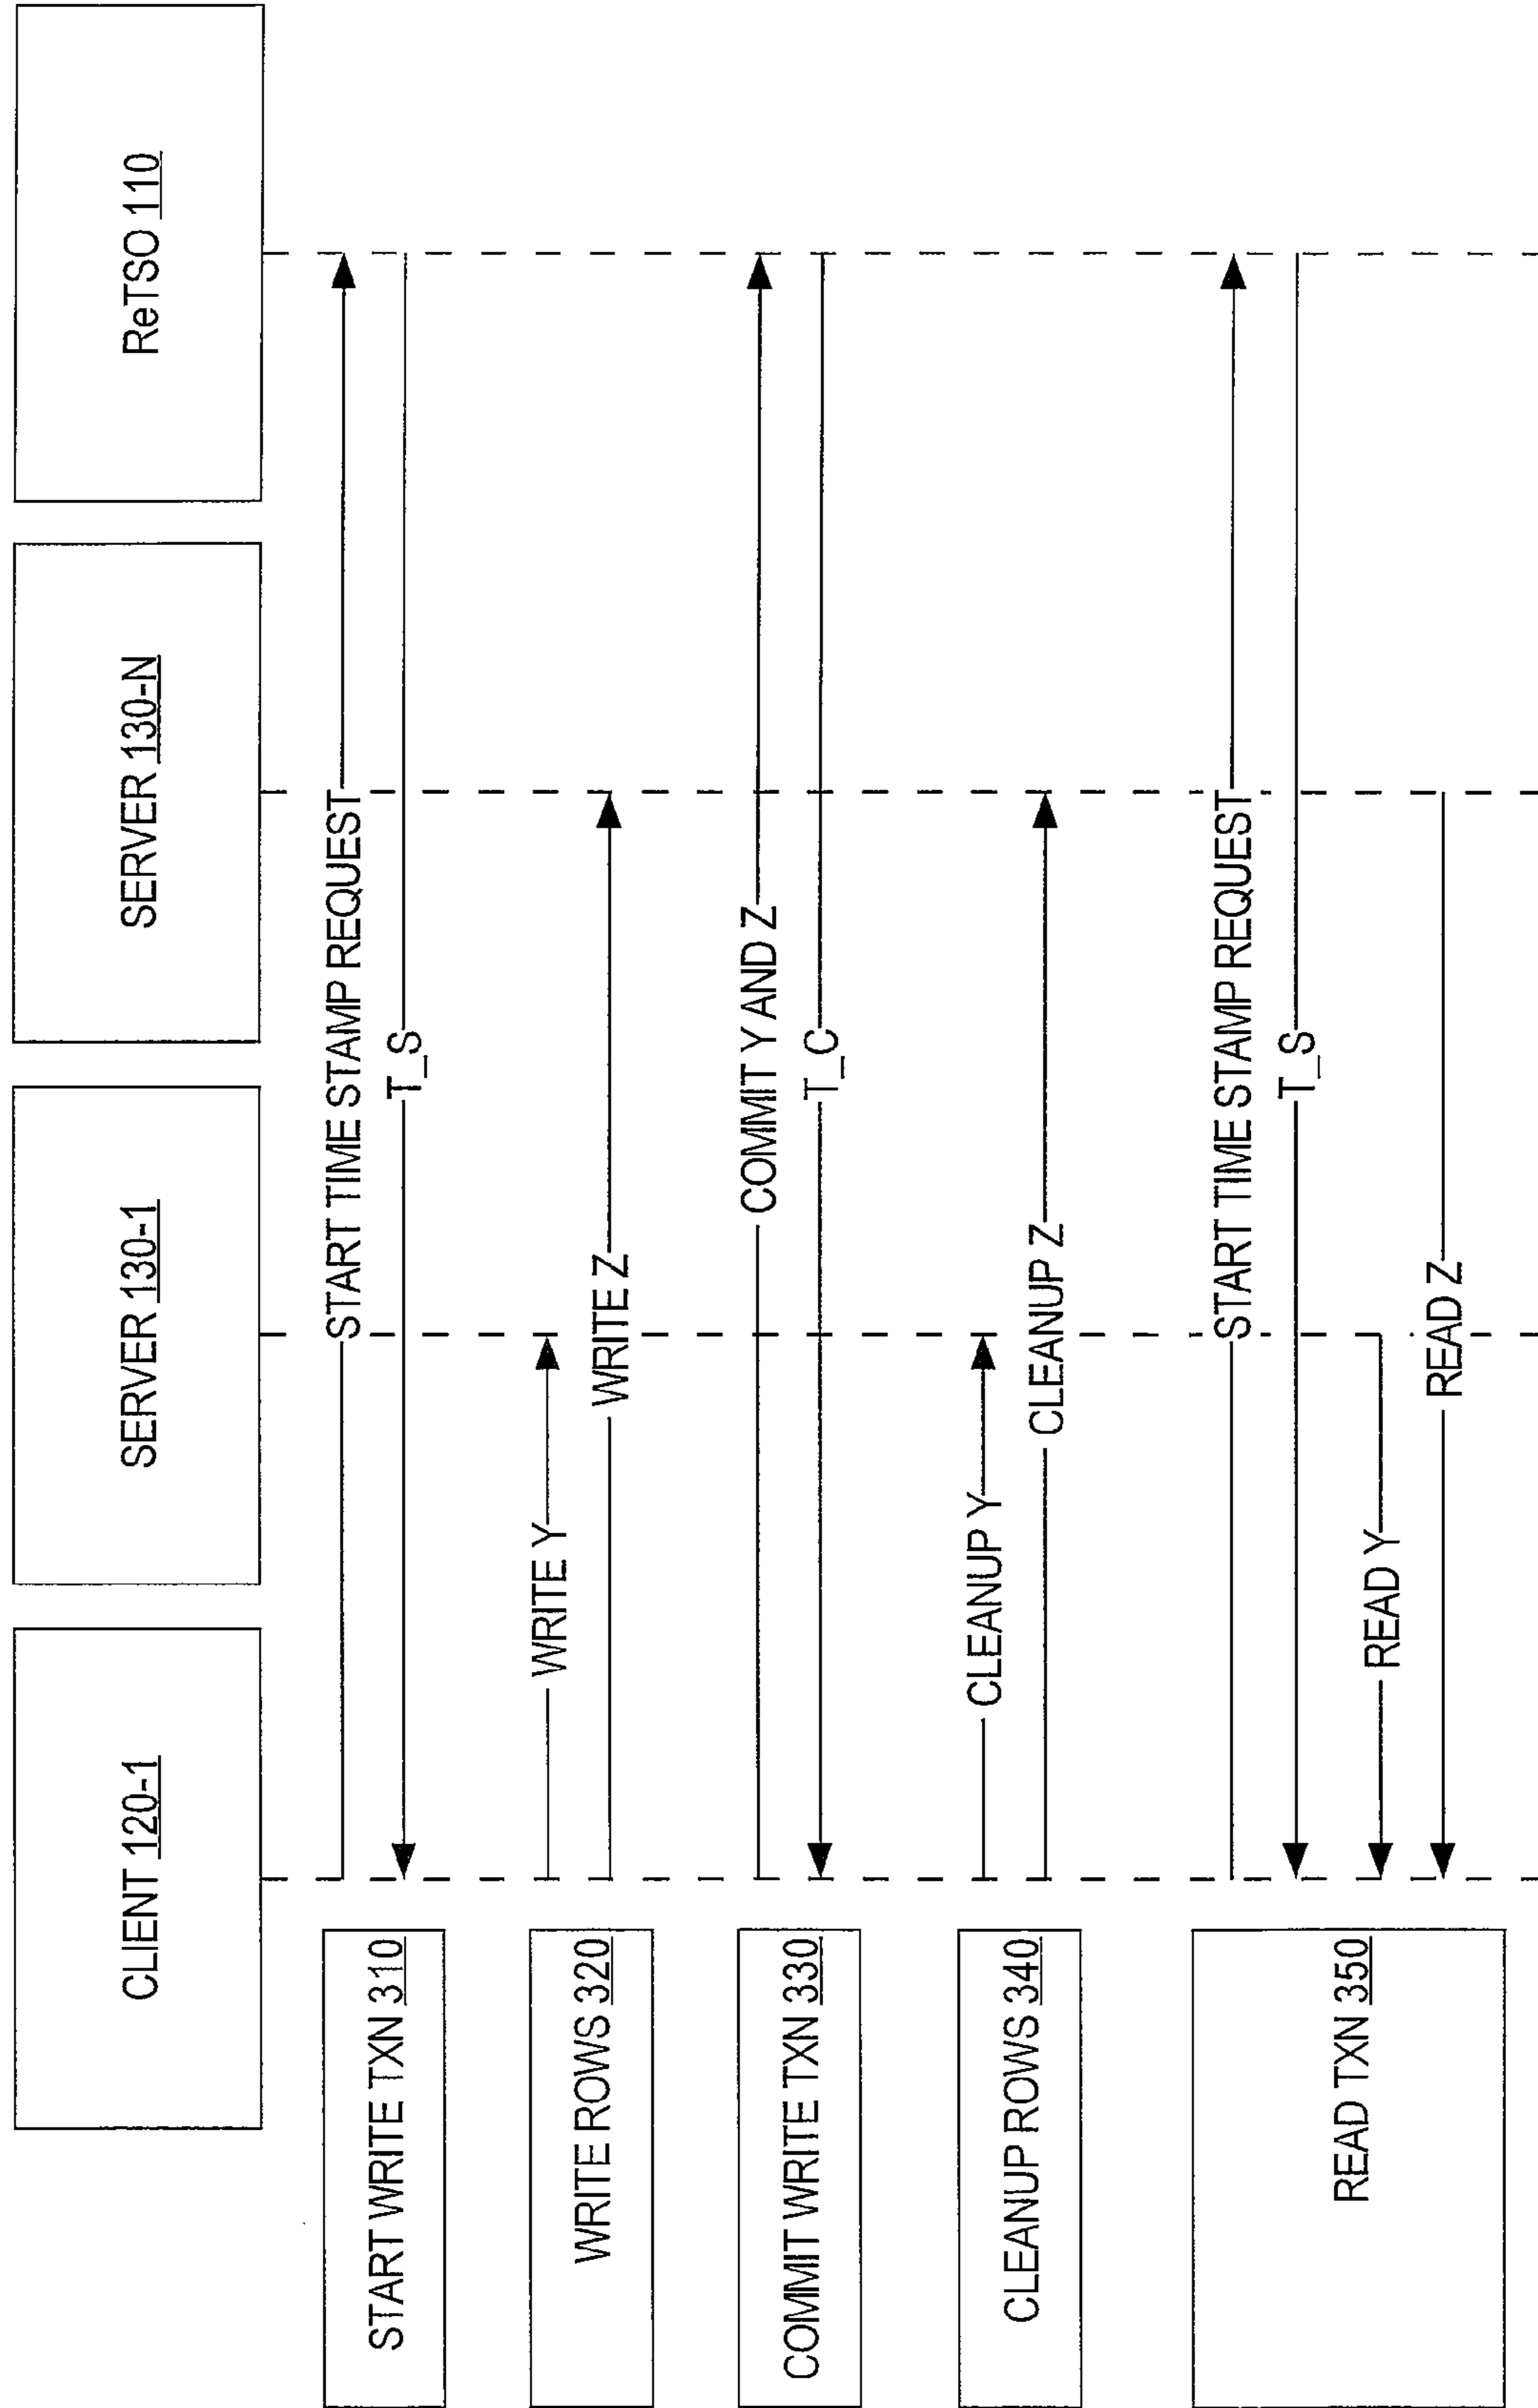 CLIENT 120-1
SERVER 130-1
SERVER 130-N
ReTSO 110
START WRITE TXN 310
START TIME STAMP REQUEST
T_S
WRITE ROWS 320
WRITE Y
WRITE Z
COMMIT WRITE TXN 330
COMMIT Y AND Z
T_C
CLEANUP ROWS 340
CLEANUP Y
CLEANUP Z
READ TXN 350
START TIME STAMP REQUEST
T_S
READ Y
READ Z